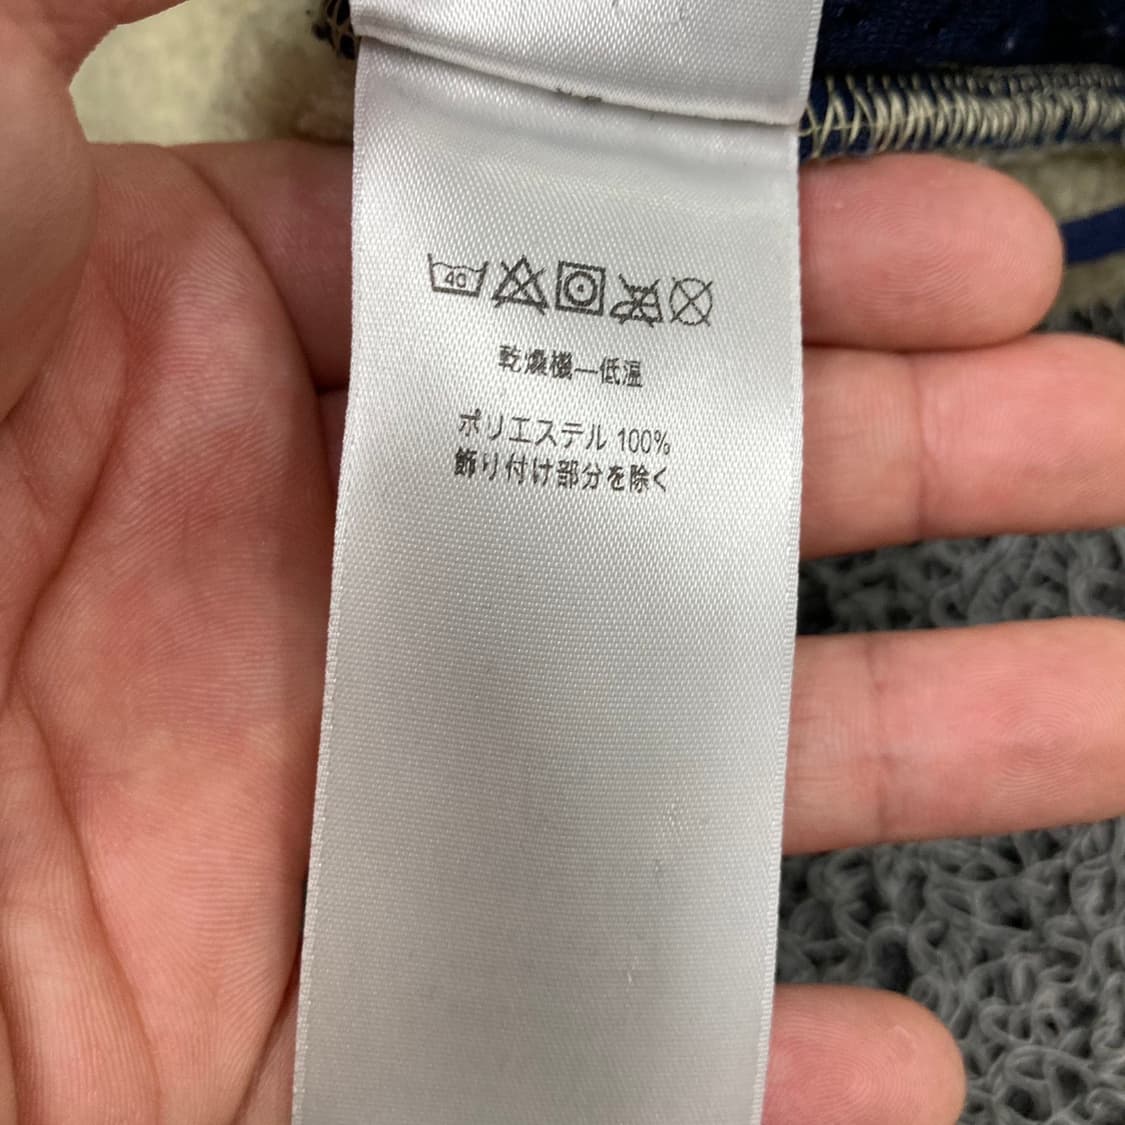 40
乾燥機—低温
ポリエステル 100%
飾り付け部分を除く